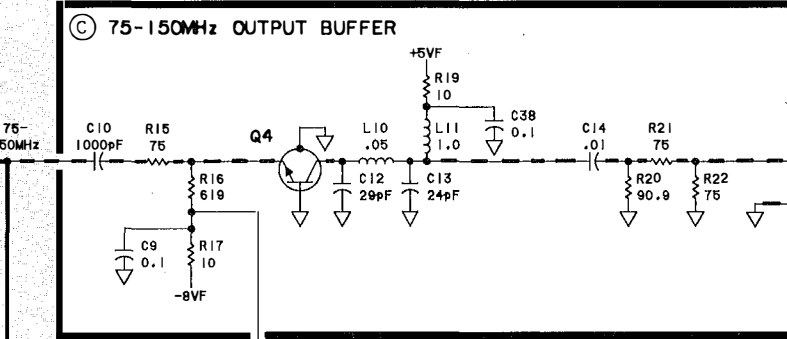 C 75-150MHz OUTPUT BUFFER
+5VF
R19
10
75-
50MHz
C10
1000pF
R15
75
Q4
L10
.05
L11
1.0
C38
0.1
C14
.01
R21
75
R16
619
C12
29pF
C13
24pF
R20
90.9
R22
75
C9
0.1
R17
10
-8VF